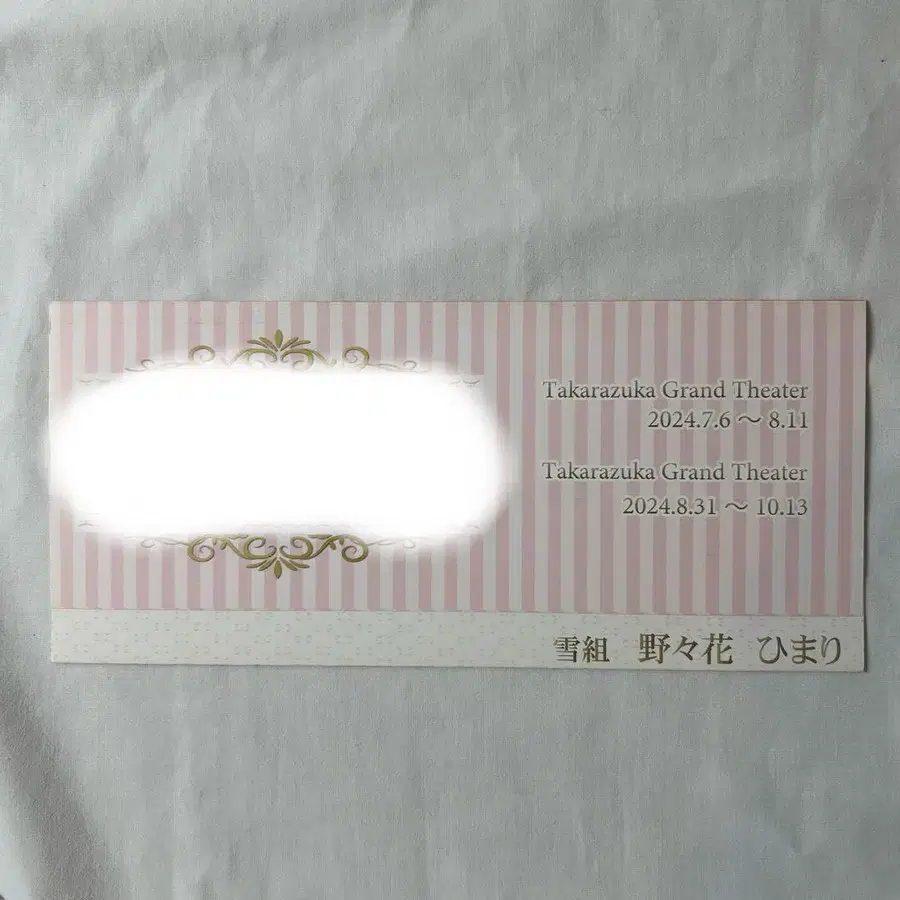 Takarazuka Grand Theater
2024.7.6 〜 8.11
Takarazuka Grand Theater
2024.8.31 〜 10.13
雪組 野々花 ひまり